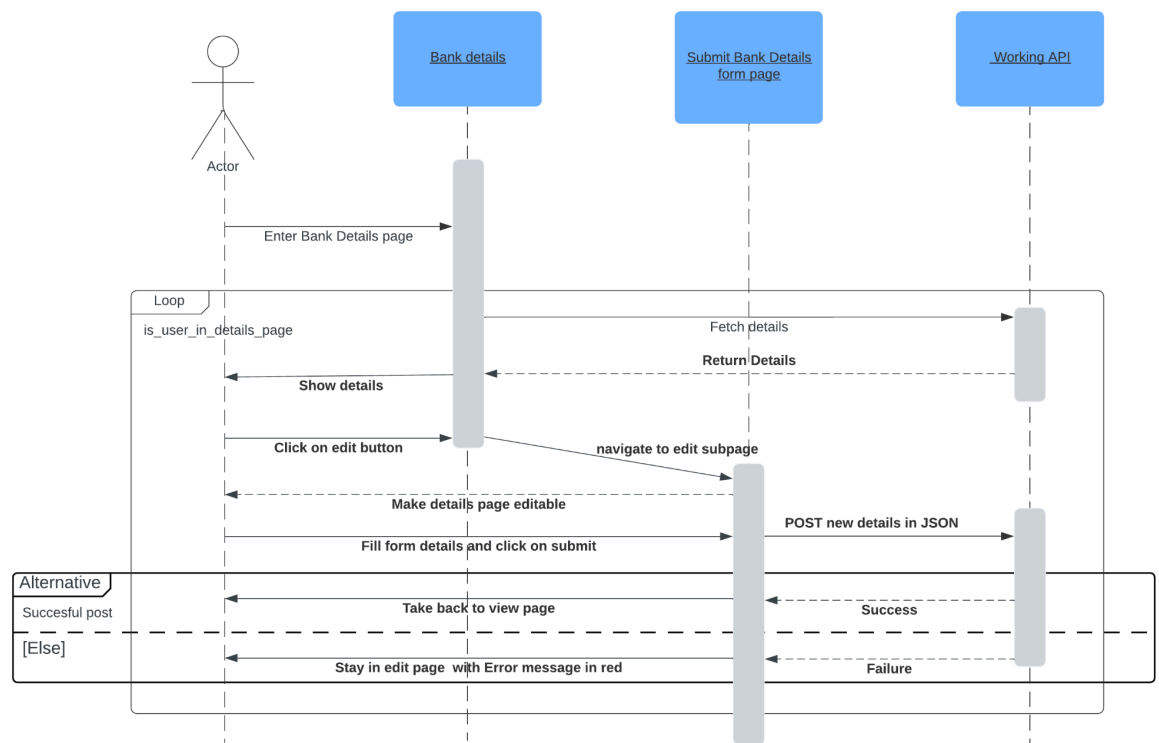 Bank details
Submit Bank Details
form page
Working API
Actor
Enter Bank Details page
Loop
is_user_in_details_page
Fetch details
Return Details
Show details
Click on edit button
navigate to edit subpage
Make details page editable
POST new details in JSON
Fill form details and click on submit
Alternative
Succesful post
Take back to view page
Success
[Else]
Stay in edit page with Error message in red
Failure